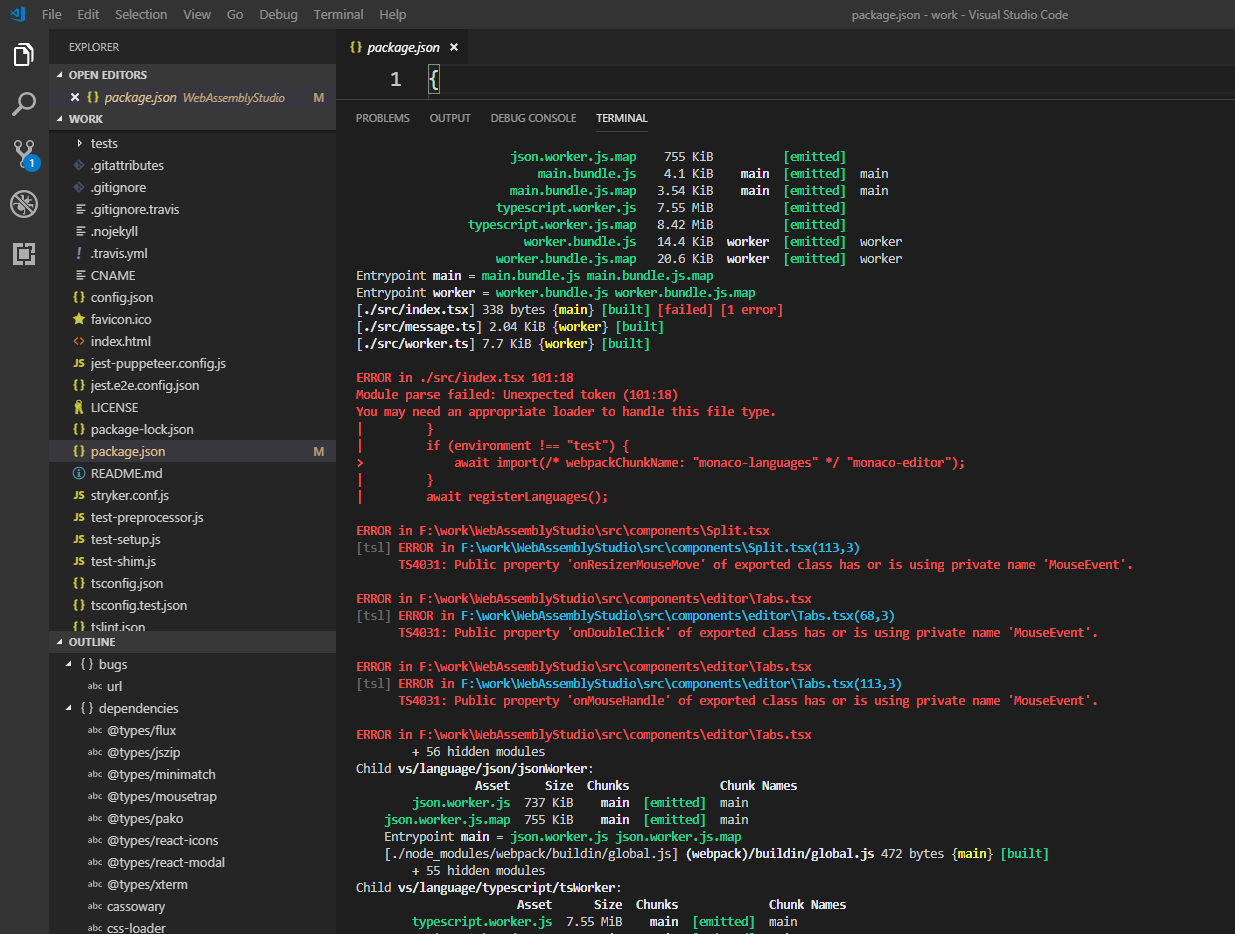 File Edit Selection View Go Debug Terminal Help
package.json - work - Visual Studio Code
EXPLORER
OPEN EDITORS
package.json WebAssemblyStudio M
WORK
tests
.gitattributes
.gitignore
.gitignore.travis
.nojekyll
.travis.yml
CNAME
config.json
favicon.ico
index.html
jest-puppeteer.config.js
jest.e2e.config.json
LICENSE
package-lock.json
package.json M
README.md
stryker.conf.js
test-preprocessor.js
test-setup.js
test-shim.js
tsconfig.json
tsconfig.test.json
tslint.json
OUTLINE
{ } bugs
abc url
{ } dependencies
abc @types/flux
abc @types/jszip
abc @types/minimatch
abc @types/mousetrap
abc @types/pako
abc @types/react-icons
abc @types/react-modal
abc @types/xterm
abc cassowary
abc css-loader
1
{ } package.json ×
1 {
PROBLEMS OUTPUT DEBUG CONSOLE TERMINAL
json.worker.js.map 755 KiB [emitted]
main.bundle.js 4.1 KiB main [emitted] main
main.bundle.js.map 3.54 KiB main [emitted] main
typescript.worker.js 7.55 MiB [emitted]
typescript.worker.js.map 8.42 MiB [emitted]
worker.bundle.js 14.4 KiB worker [emitted] worker
worker.bundle.js.map 20.6 KiB worker [emitted] worker
Entrypoint main = main.bundle.js main.bundle.js.map
Entrypoint worker = worker.bundle.js worker.bundle.js.map
[./src/index.tsx] 338 bytes {main} [built] [failed] [1 error]
[./src/message.ts] 2.04 KiB {worker} [built]
[./src/worker.ts] 7.7 KiB {worker} [built]
ERROR in ./src/index.tsx 101:18
Module parse failed: Unexpected token (101:18)
You may need an appropriate loader to handle this file type.
| }
| if (environment !== "test") {
> await import(/* webpackChunkName: "monaco-languages" */ "monaco-editor");
| }
| await registerLanguages();
ERROR in F:\work\WebAssemblyStudio\src\components\Split.tsx
[tsl] ERROR in F:\work\WebAssemblyStudio\src\components\Split.tsx(113,3)
TS4031: Public property 'onResizerMouseMove' of exported class has or is using private name 'MouseEvent'.
ERROR in F:\work\WebAssemblyStudio\src\components\editor\Tabs.tsx
[tsl] ERROR in F:\work\WebAssemblyStudio\src\components\editor\Tabs.tsx(68,3)
TS4031: Public property 'onDoubleClick' of exported class has or is using private name 'MouseEvent'.
ERROR in F:\work\WebAssemblyStudio\src\components\editor\Tabs.tsx
[tsl] ERROR in F:\work\WebAssemblyStudio\src\components\editor\Tabs.tsx(113,3)
TS4031: Public property 'onMouseHandle' of exported class has or is using private name 'MouseEvent'.
ERROR in F:\work\WebAssemblyStudio\src\components\editor\Tabs.tsx
+ 56 hidden modules
Child vs/language/json/jsonWorker:
Asset Size Chunks Chunk Names
json.worker.js 737 KiB main [emitted] main
json.worker.js.map 755 KiB main [emitted] main
Entrypoint main = json.worker.js json.worker.js.map
[./node_modules/webpack/buildin/global.js] (webpack)/buildin/global.js 472 bytes {main} [built]
+ 55 hidden modules
Child vs/language/typescript/tsWorker:
Asset Size Chunks Chunk Names
typescript.worker.js 7.55 MiB main [emitted] main